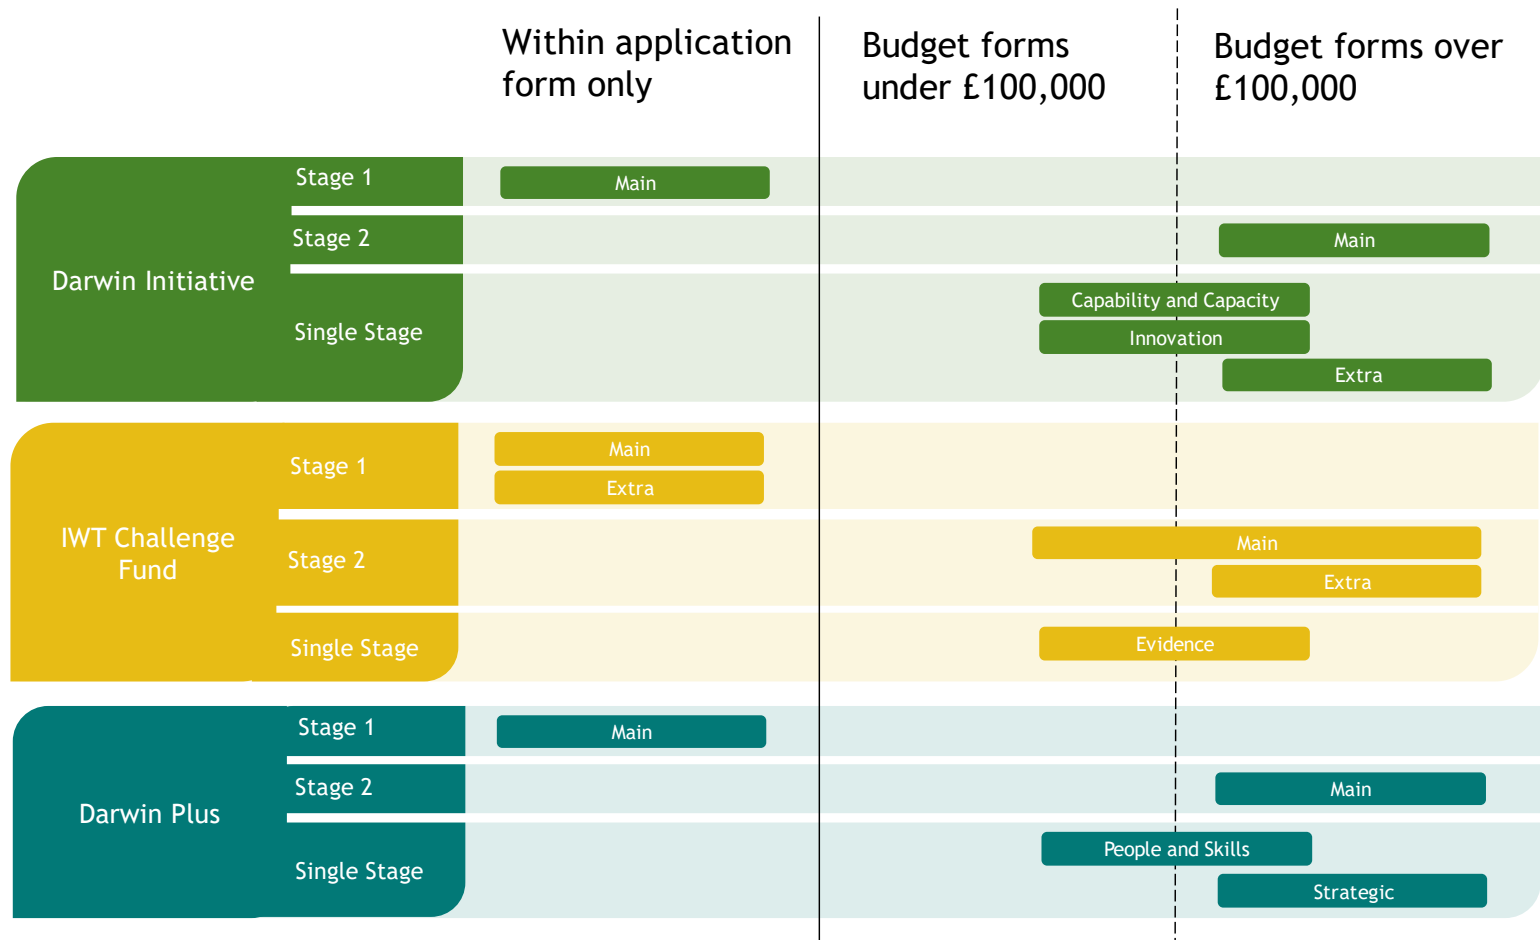 Within application
form only
Budget forms
under £100,000
Budget forms over
£100,000
Darwin Initiative
Stage 1
Main
Stage 2
Main
Single Stage
Capability and Capacity
Innovation
Extra
IWT Challenge
Fund
Stage 1
Main
Extra
Stage 2
Main
Extra
Single Stage
Evidence
Darwin Plus
Stage 1
Main
Stage 2
Main
Single Stage
People and Skills
Strategic